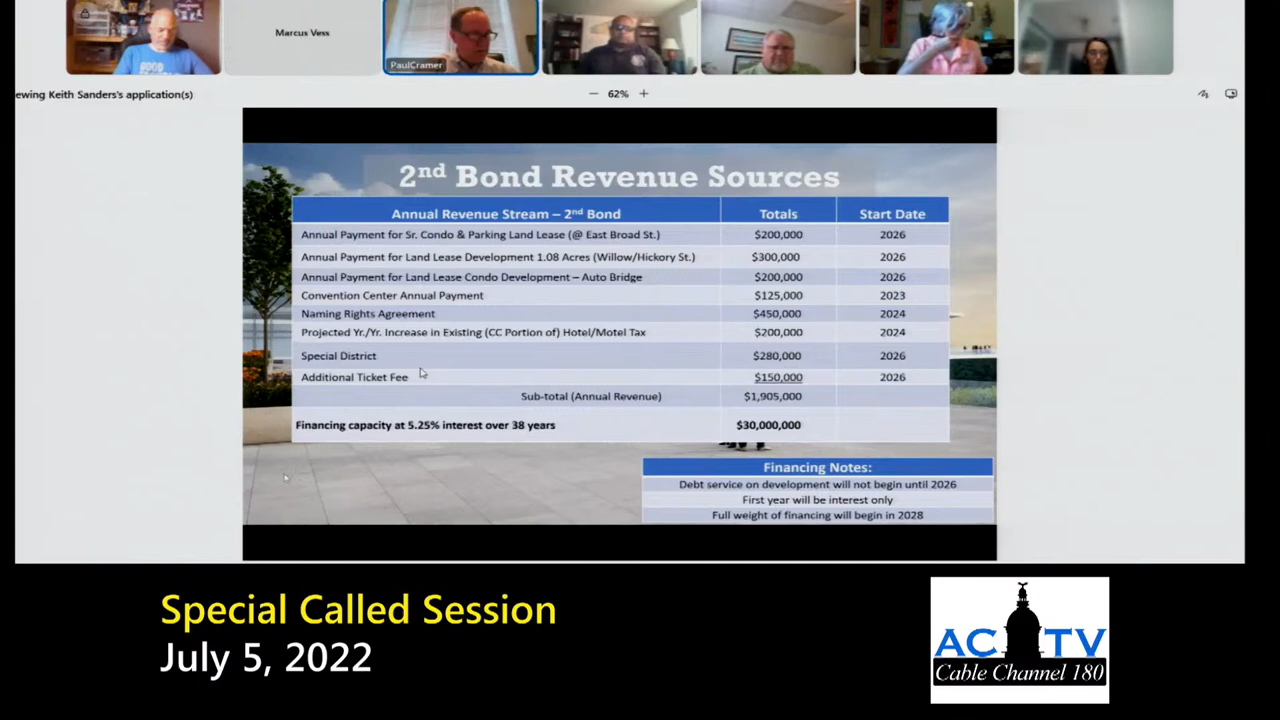 Marcus Vess
PaulCramer
ewing Keith Sanders's application(s)
62%
2nd Bond Revenue Sources
Annual Revenue Stream – 2nd Bond Totals Start Date
Annual Payment for Sr. Condo & Parking Land Lease (@ East Broad St.) $200,000 2026
Annual Payment for Land Lease Development 1.08 Acres (Willow/Hickory St.) $300,000 2026
Annual Payment for Land Lease Condo Development – Auto Bridge $200,000 2026
Convention Center Annual Payment $125,000 2023
Naming Rights Agreement $450,000 2024
Projected Yr./Yr. Increase in Existing (CC Portion of) Hotel/Motel Tax $200,000 2024
Special District $280,000 2026
Additional Ticket Fee $150,000 2026
Sub-total (Annual Revenue) $1,905,000
Financing capacity at 5.25% interest over 38 years $30,000,000
Financing Notes:
Debt service on development will not begin until 2026
First year will be interest only
Full weight of financing will begin in 2028
Special Called Session
July 5, 2022
AC TV
Cable Channel 180